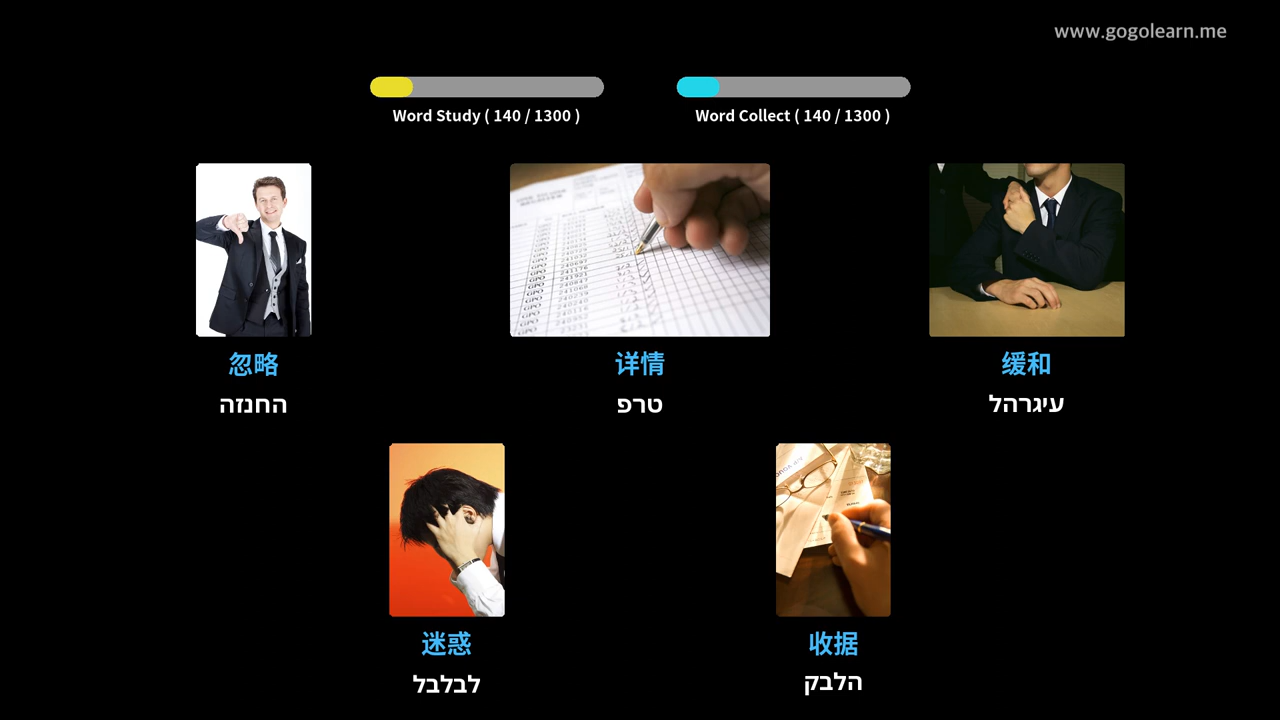 www.gogolearn.me
Word Study ( 140 / 1300 )
Word Collect ( 140 / 1300 )
忽略
החנזה
详情
טרפ
缓和
עיגרהל
迷惑
לבלבל
收据
הלבק